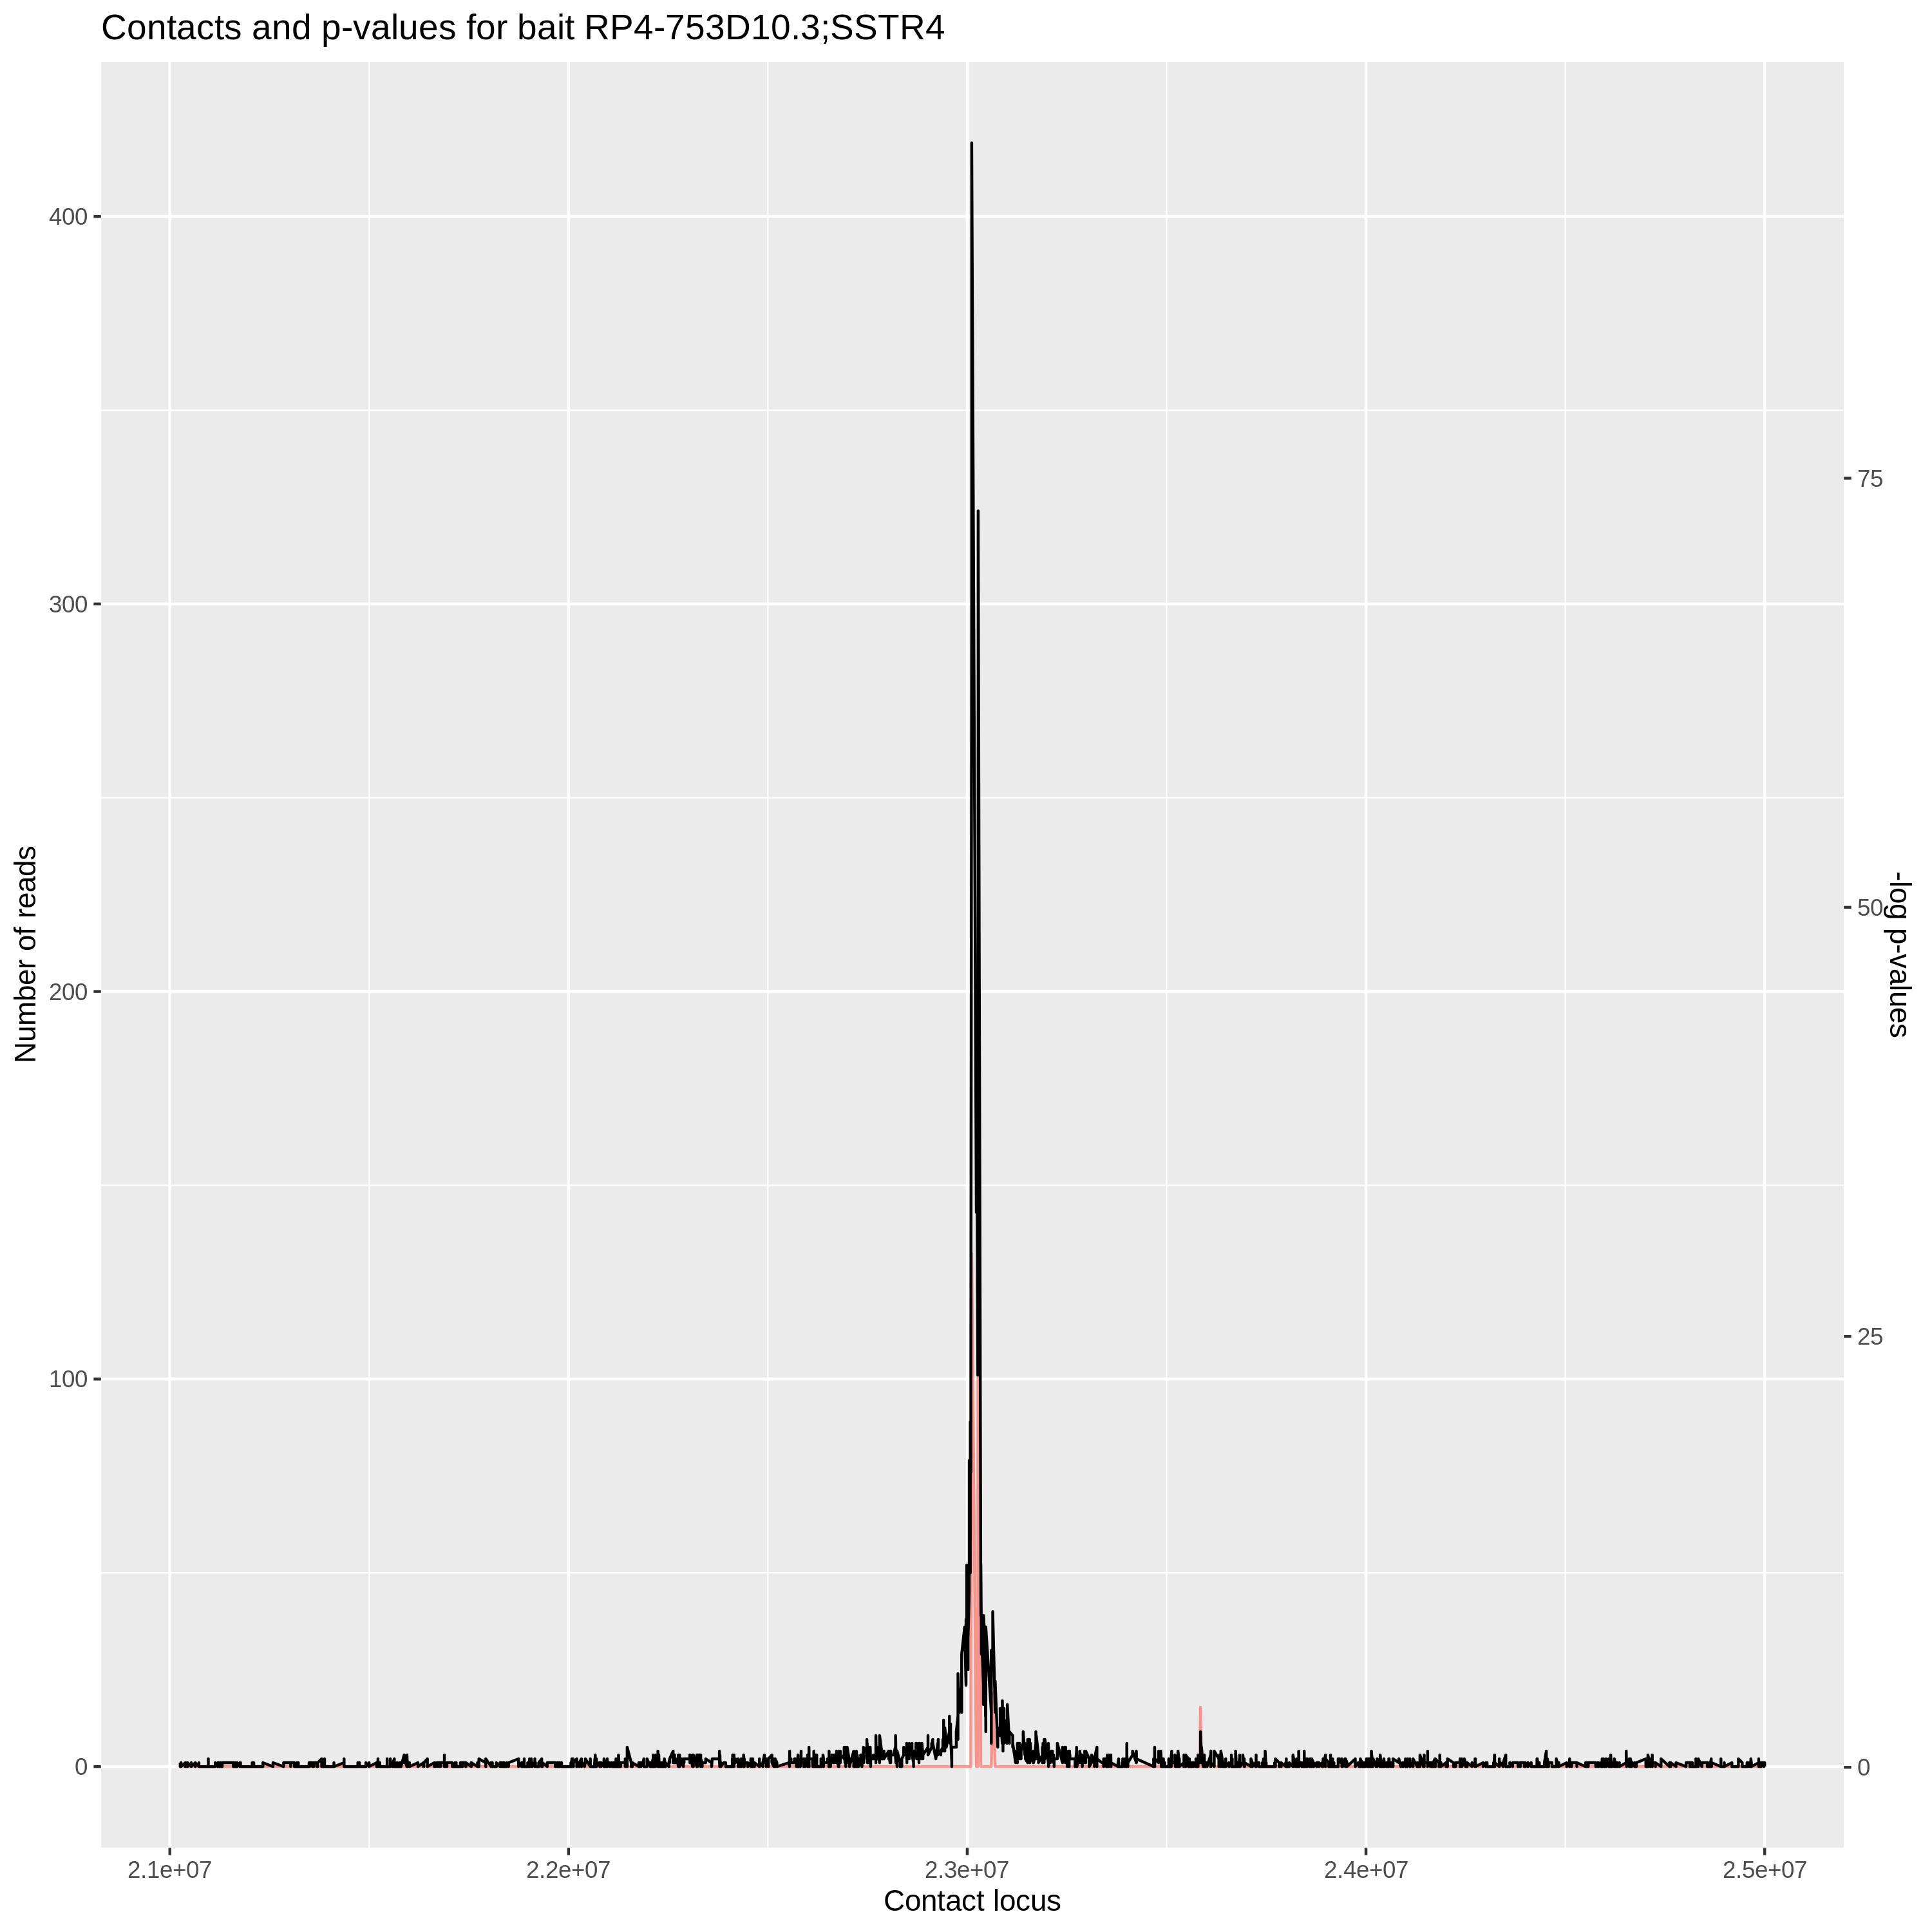 Contacts and p-values for bait RP4-753D10.3;SSTR4
Number of reads
400
300
200
100
0
75
50
25
0
-log p-values
2.1e+07 2.2e+07 2.3e+07 2.4e+07 2.5e+07
Contact locus